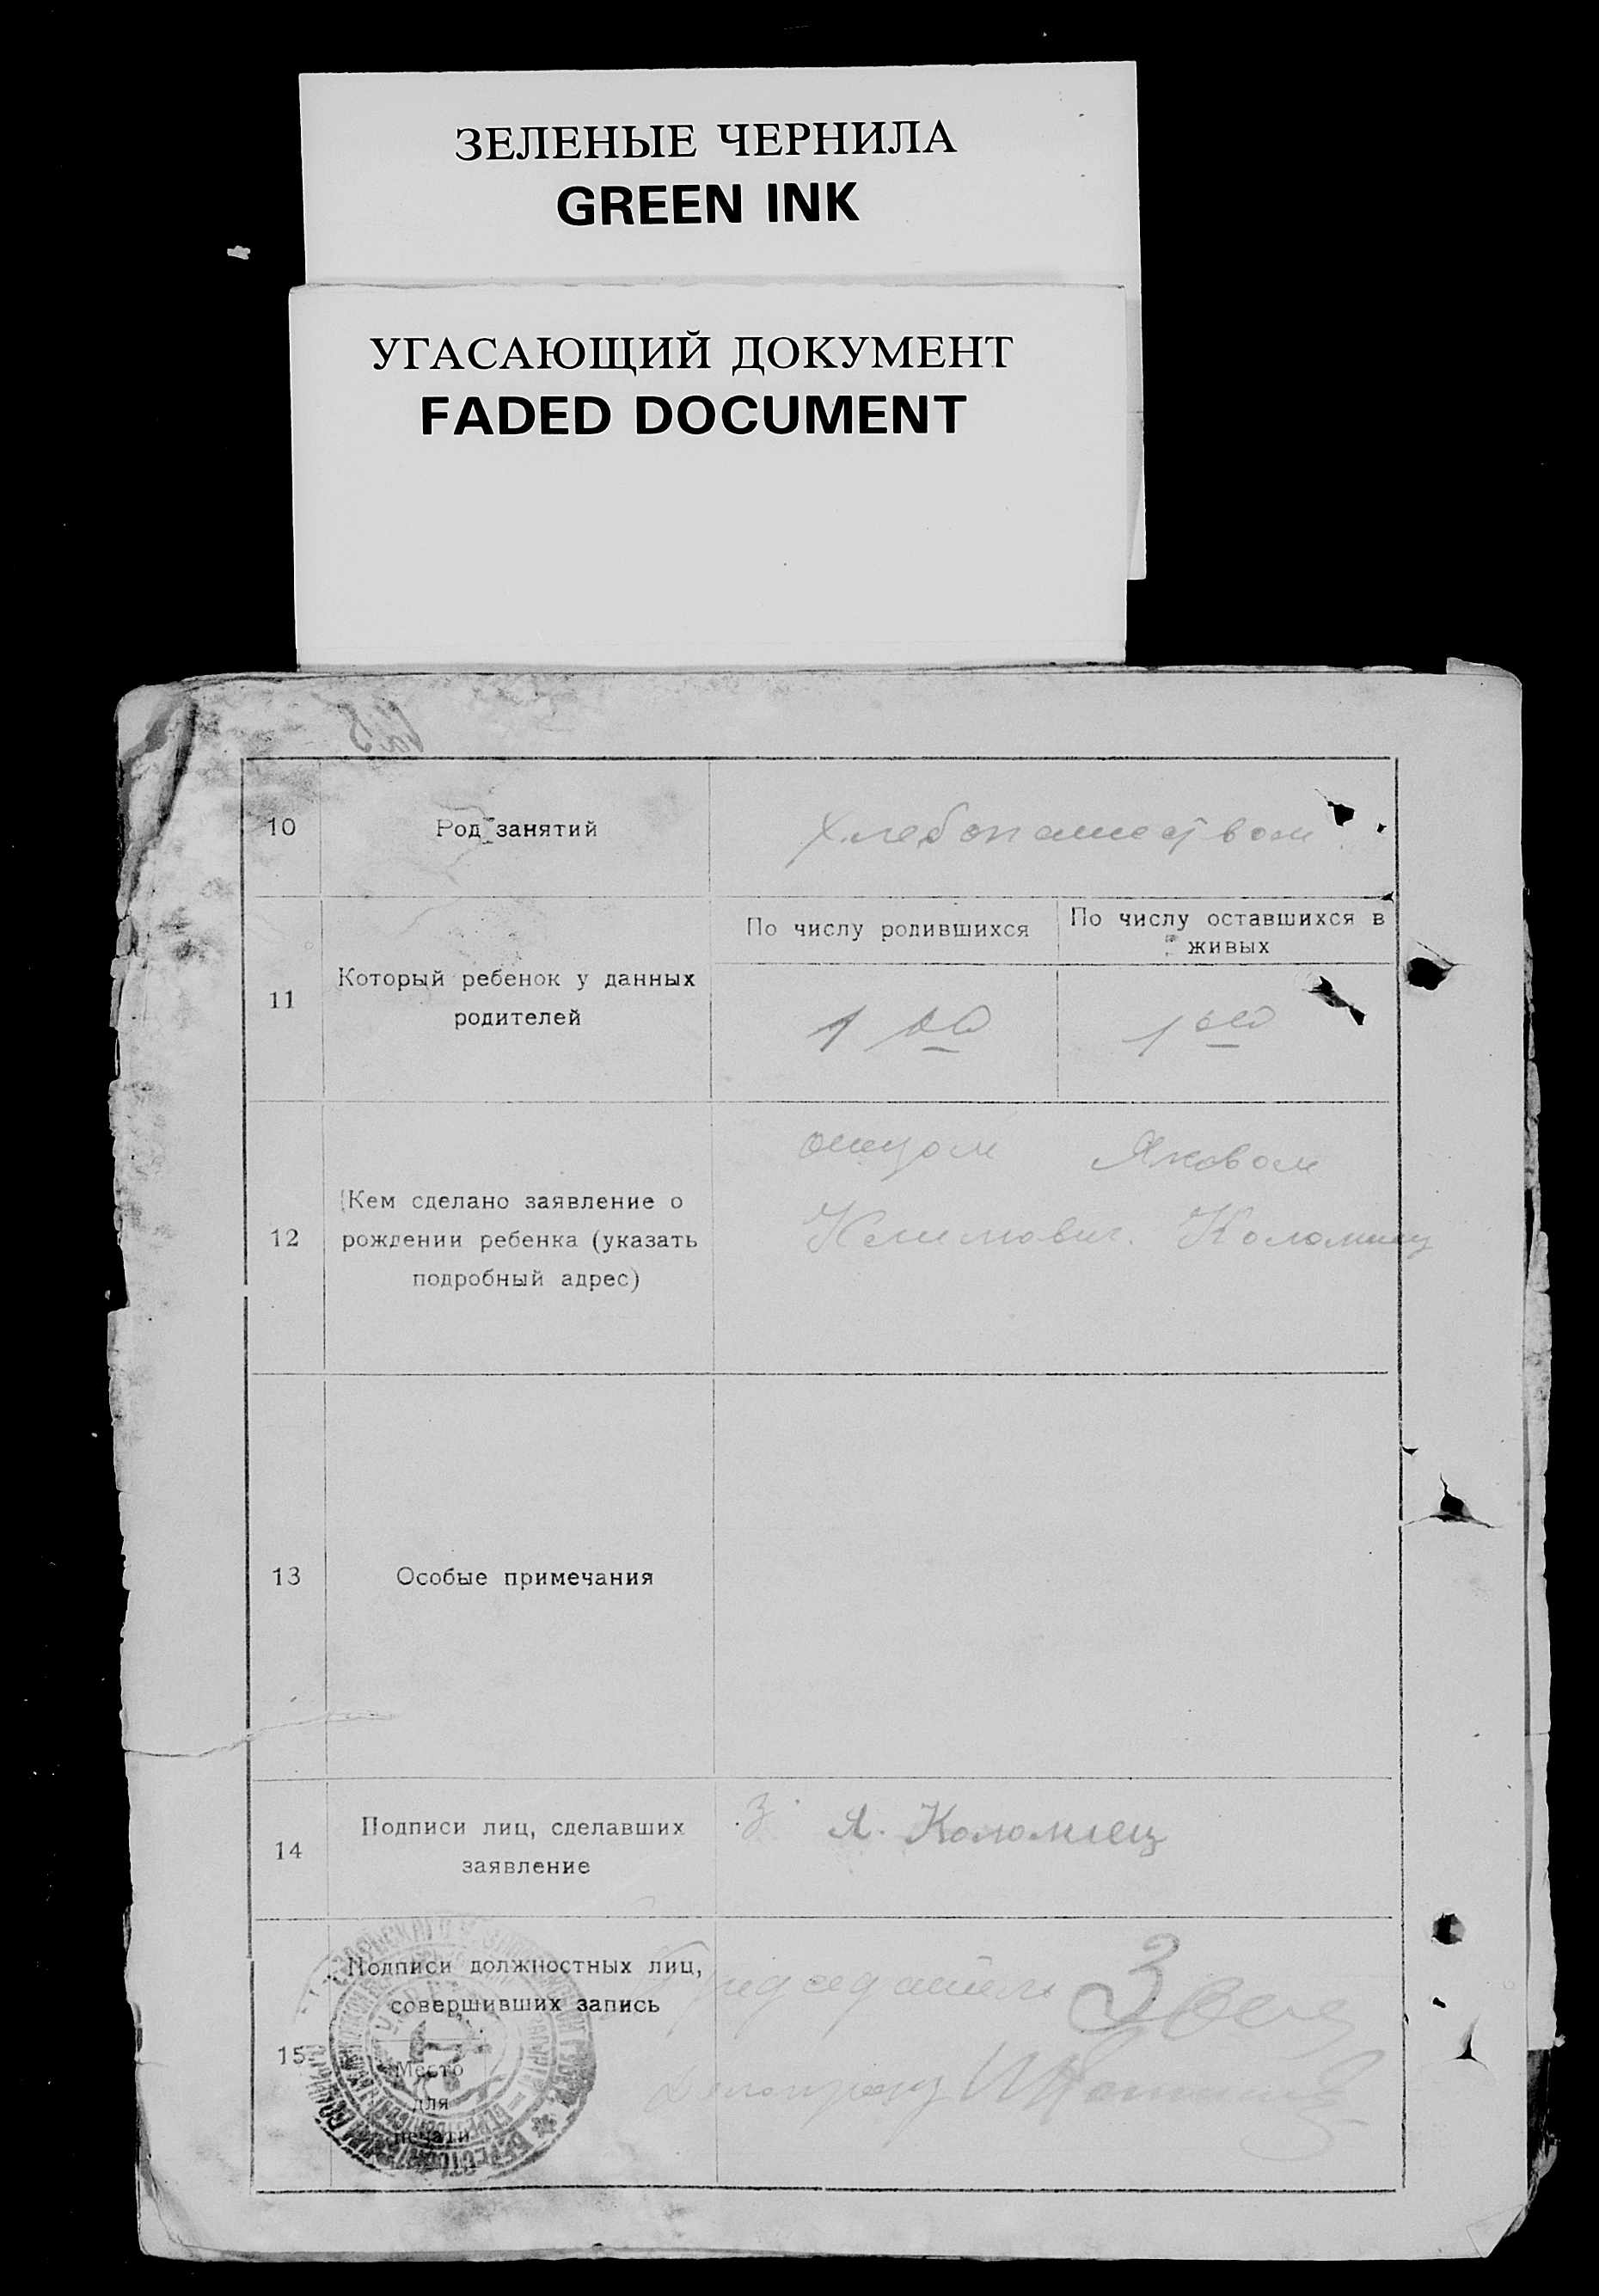 ЗЕЛЕНЫЕ ЧЕРНИЛА
GREEN INK
УГАСАЮЩИЙ ДОКУМЕНТ
FADED DOCUMENT
10
Род занятий
Хлебопашеством
11
Который ребенок у данных
родителей
По числу родившихся
По числу оставшихся в
живых
1
1
12
(Кем сделано заявление о
рождении ребенка (указать
подробный адрес)
отцом Яковом
Климович. Коломиец
13
Особые примечания
14
Подписи лиц, сделавших
заявление
Я. Коломиец
15
Подписи должностных лиц,
совершивших запись
Место
для
печати
Председатель
Делопроиз